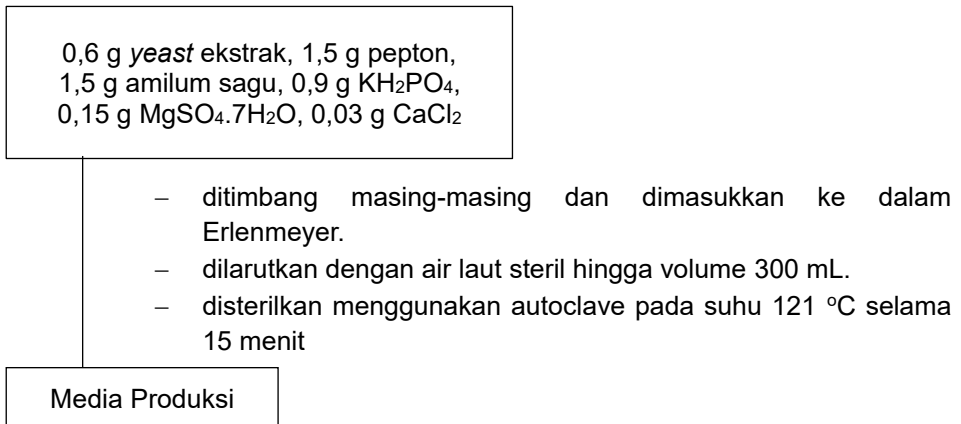 0,6 g yeast ekstrak, 1,5 g pepton,
1,5 g amilum sagu, 0,9 g KH₂PO₄,
0,15 g MgSO₄.7H₂O, 0,03 g CaCl₂
– ditimbang masing-masing dan dimasukkan ke dalam
Erlenmeyer.
– dilarutkan dengan air laut steril hingga volume 300 mL.
– disterilkan menggunakan autoclave pada suhu 121 ºC selama
15 menit
Media Produksi